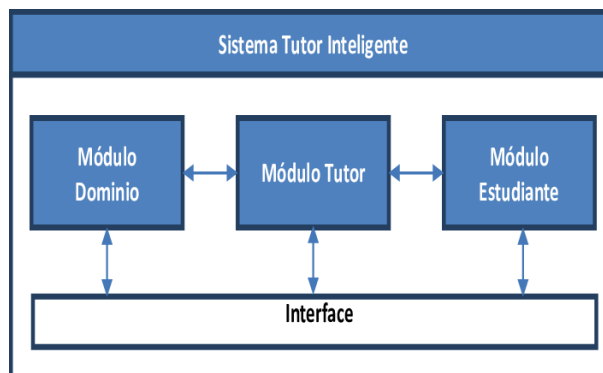 Sistema Tutor Inteligente
Módulo
Dominio
Módulo Tutor
Módulo
Estudiante
Interface